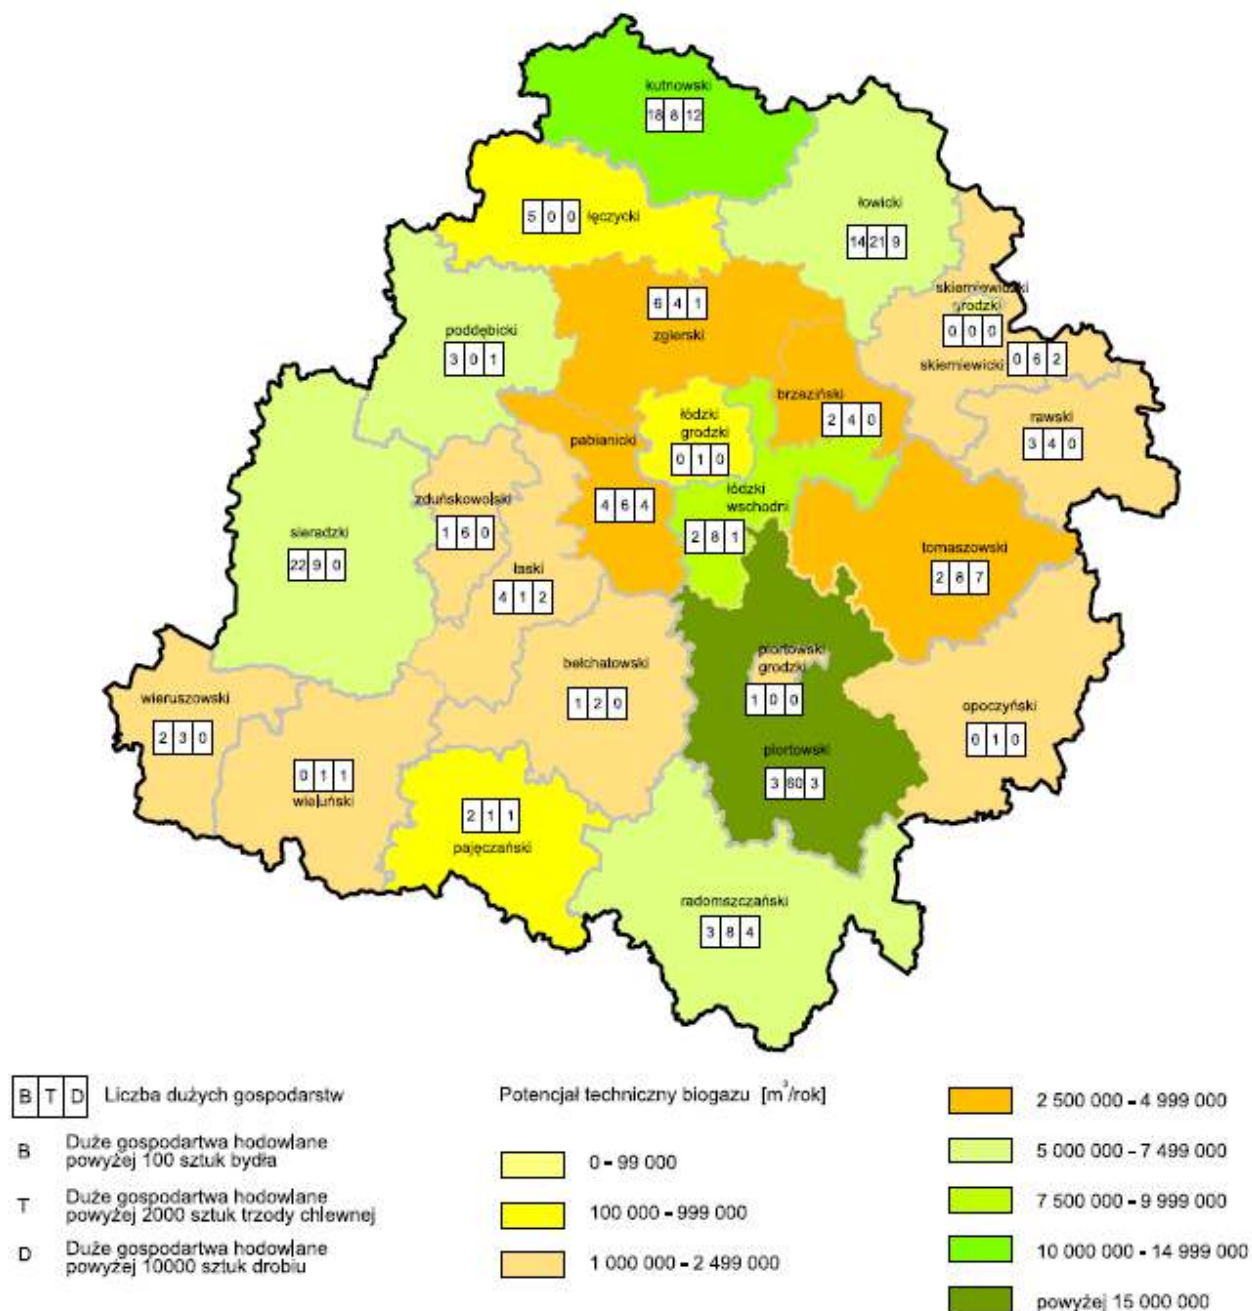 kutnowski
18 8 12
łowicki
14 21 9
5 0 0 łęczycki
skierniewicki
grodzki
0 0 0
6 4 1
zgierski
poddębicki
3 0 1
skierniewicki 0 6 2
brzeziński
2 4 0
rawski
3 4 0
łódzki
grodzki
0 1 0
pabianicki
4 6 4
zduńskowolski
1 6 0
łódzki
wschodni
2 8 1
sieradzki
22 9 0
tomaszowski
2 8 7
łaski
4 1 2
bełchatowski
1 2 0
piortowski
grodzki
1 0 0
wieruszowski
2 3 0
opoczyński
0 1 0
piortowski
3 60 3
0 1 1
wieluński
2 1 1
pajęczański
radomszczański
3 8 4
B T D Liczba dużych gospodarstw
B Duże gospodartwa hodowlane
powyżej 100 sztuk bydła
T Duże gospodartwa hodowlane
powyżej 2000 sztuk trzody chlewnej
D Duże gospodartwa hodowlane
powyżej 10000 sztuk drobiu
Potencjał techniczny biogazu [m³/rok]
0 - 99 000
100 000 - 999 000
1 000 000 - 2 499 000
2 500 000 - 4 999 000
5 000 000 - 7 499 000
7 500 000 - 9 999 000
10 000 000 - 14 999 000
powyżej 15 000 000